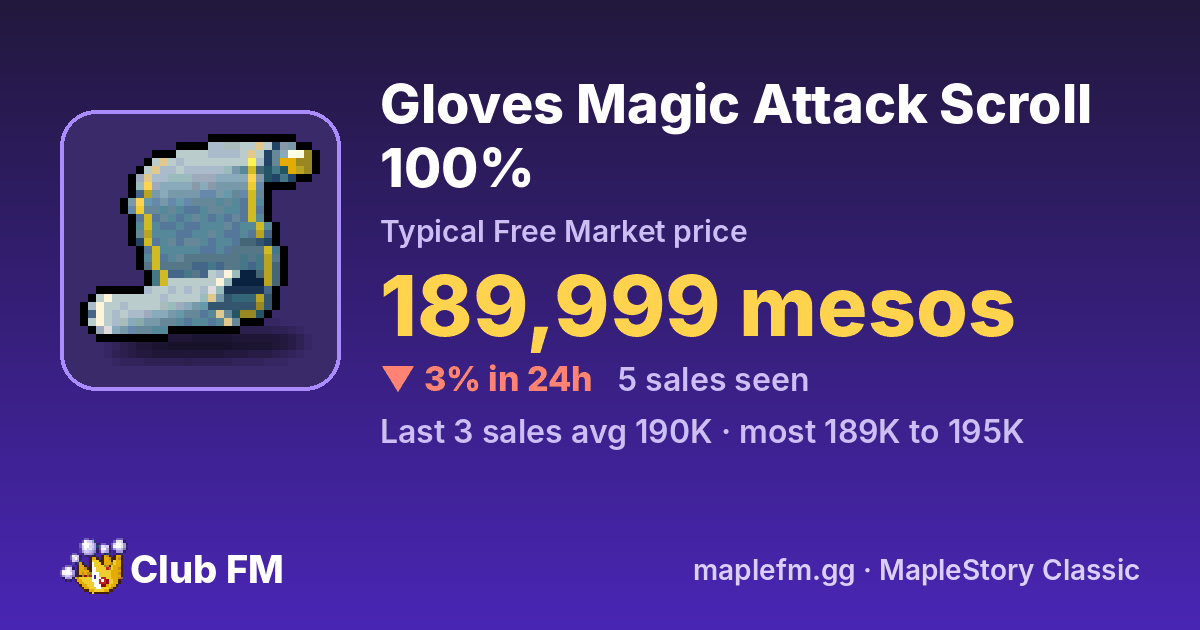 Gloves Magic Attack Scroll
100%
Typical Free Market price
189,999 mesos
▼ 3% in 24h 5 sales seen
Last 3 sales avg 190K · most 189K to 195K
Club FM
maplefm.gg · MapleStory Classic